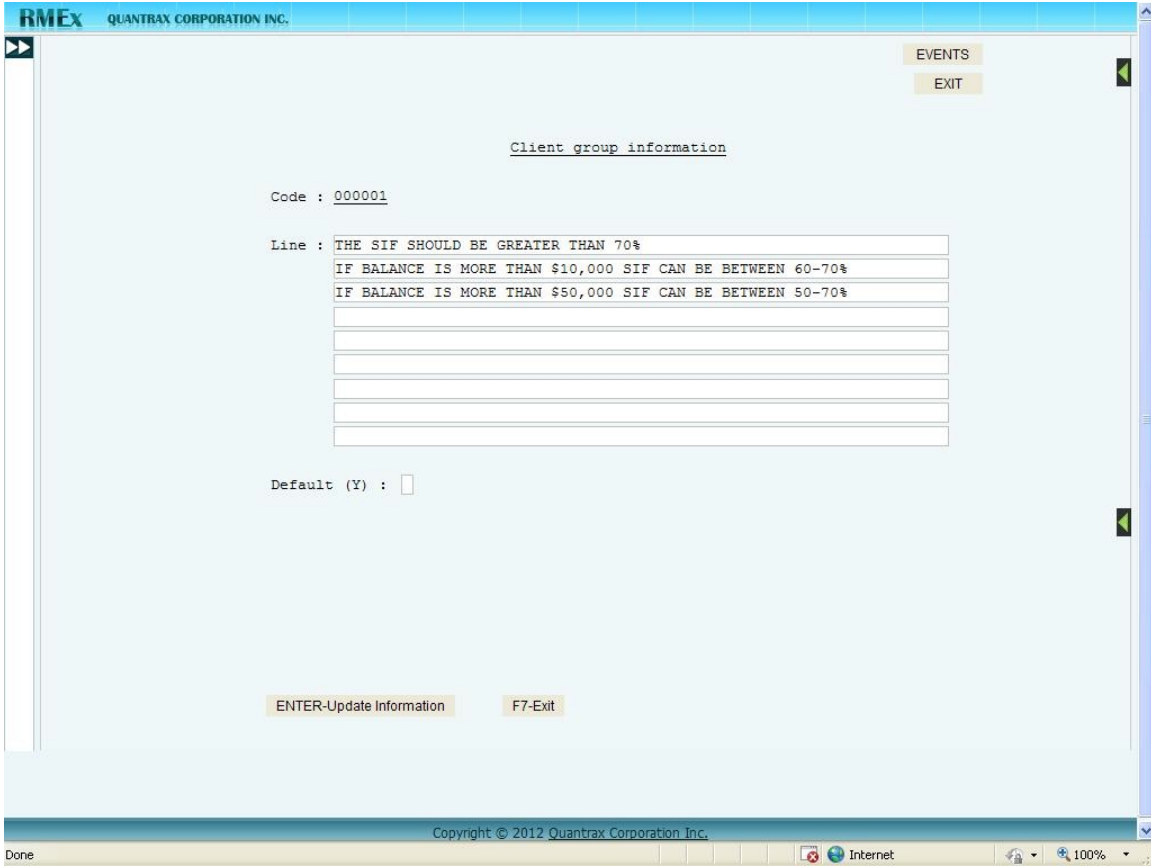 RMEx QUANTRAX CORPORATION INC.
EVENTS
EXIT
Client group information
Code : 000001
Line : THE SIF SHOULD BE GREATER THAN 70%
IF BALANCE IS MORE THAN $10,000 SIF CAN BE BETWEEN 60-70%
IF BALANCE IS MORE THAN $50,000 SIF CAN BE BETWEEN 50-70%
Default (Y) :
ENTER-Update Information F7-Exit
Copyright © 2012 Quantrax Corporation Inc.
Done Internet 100%